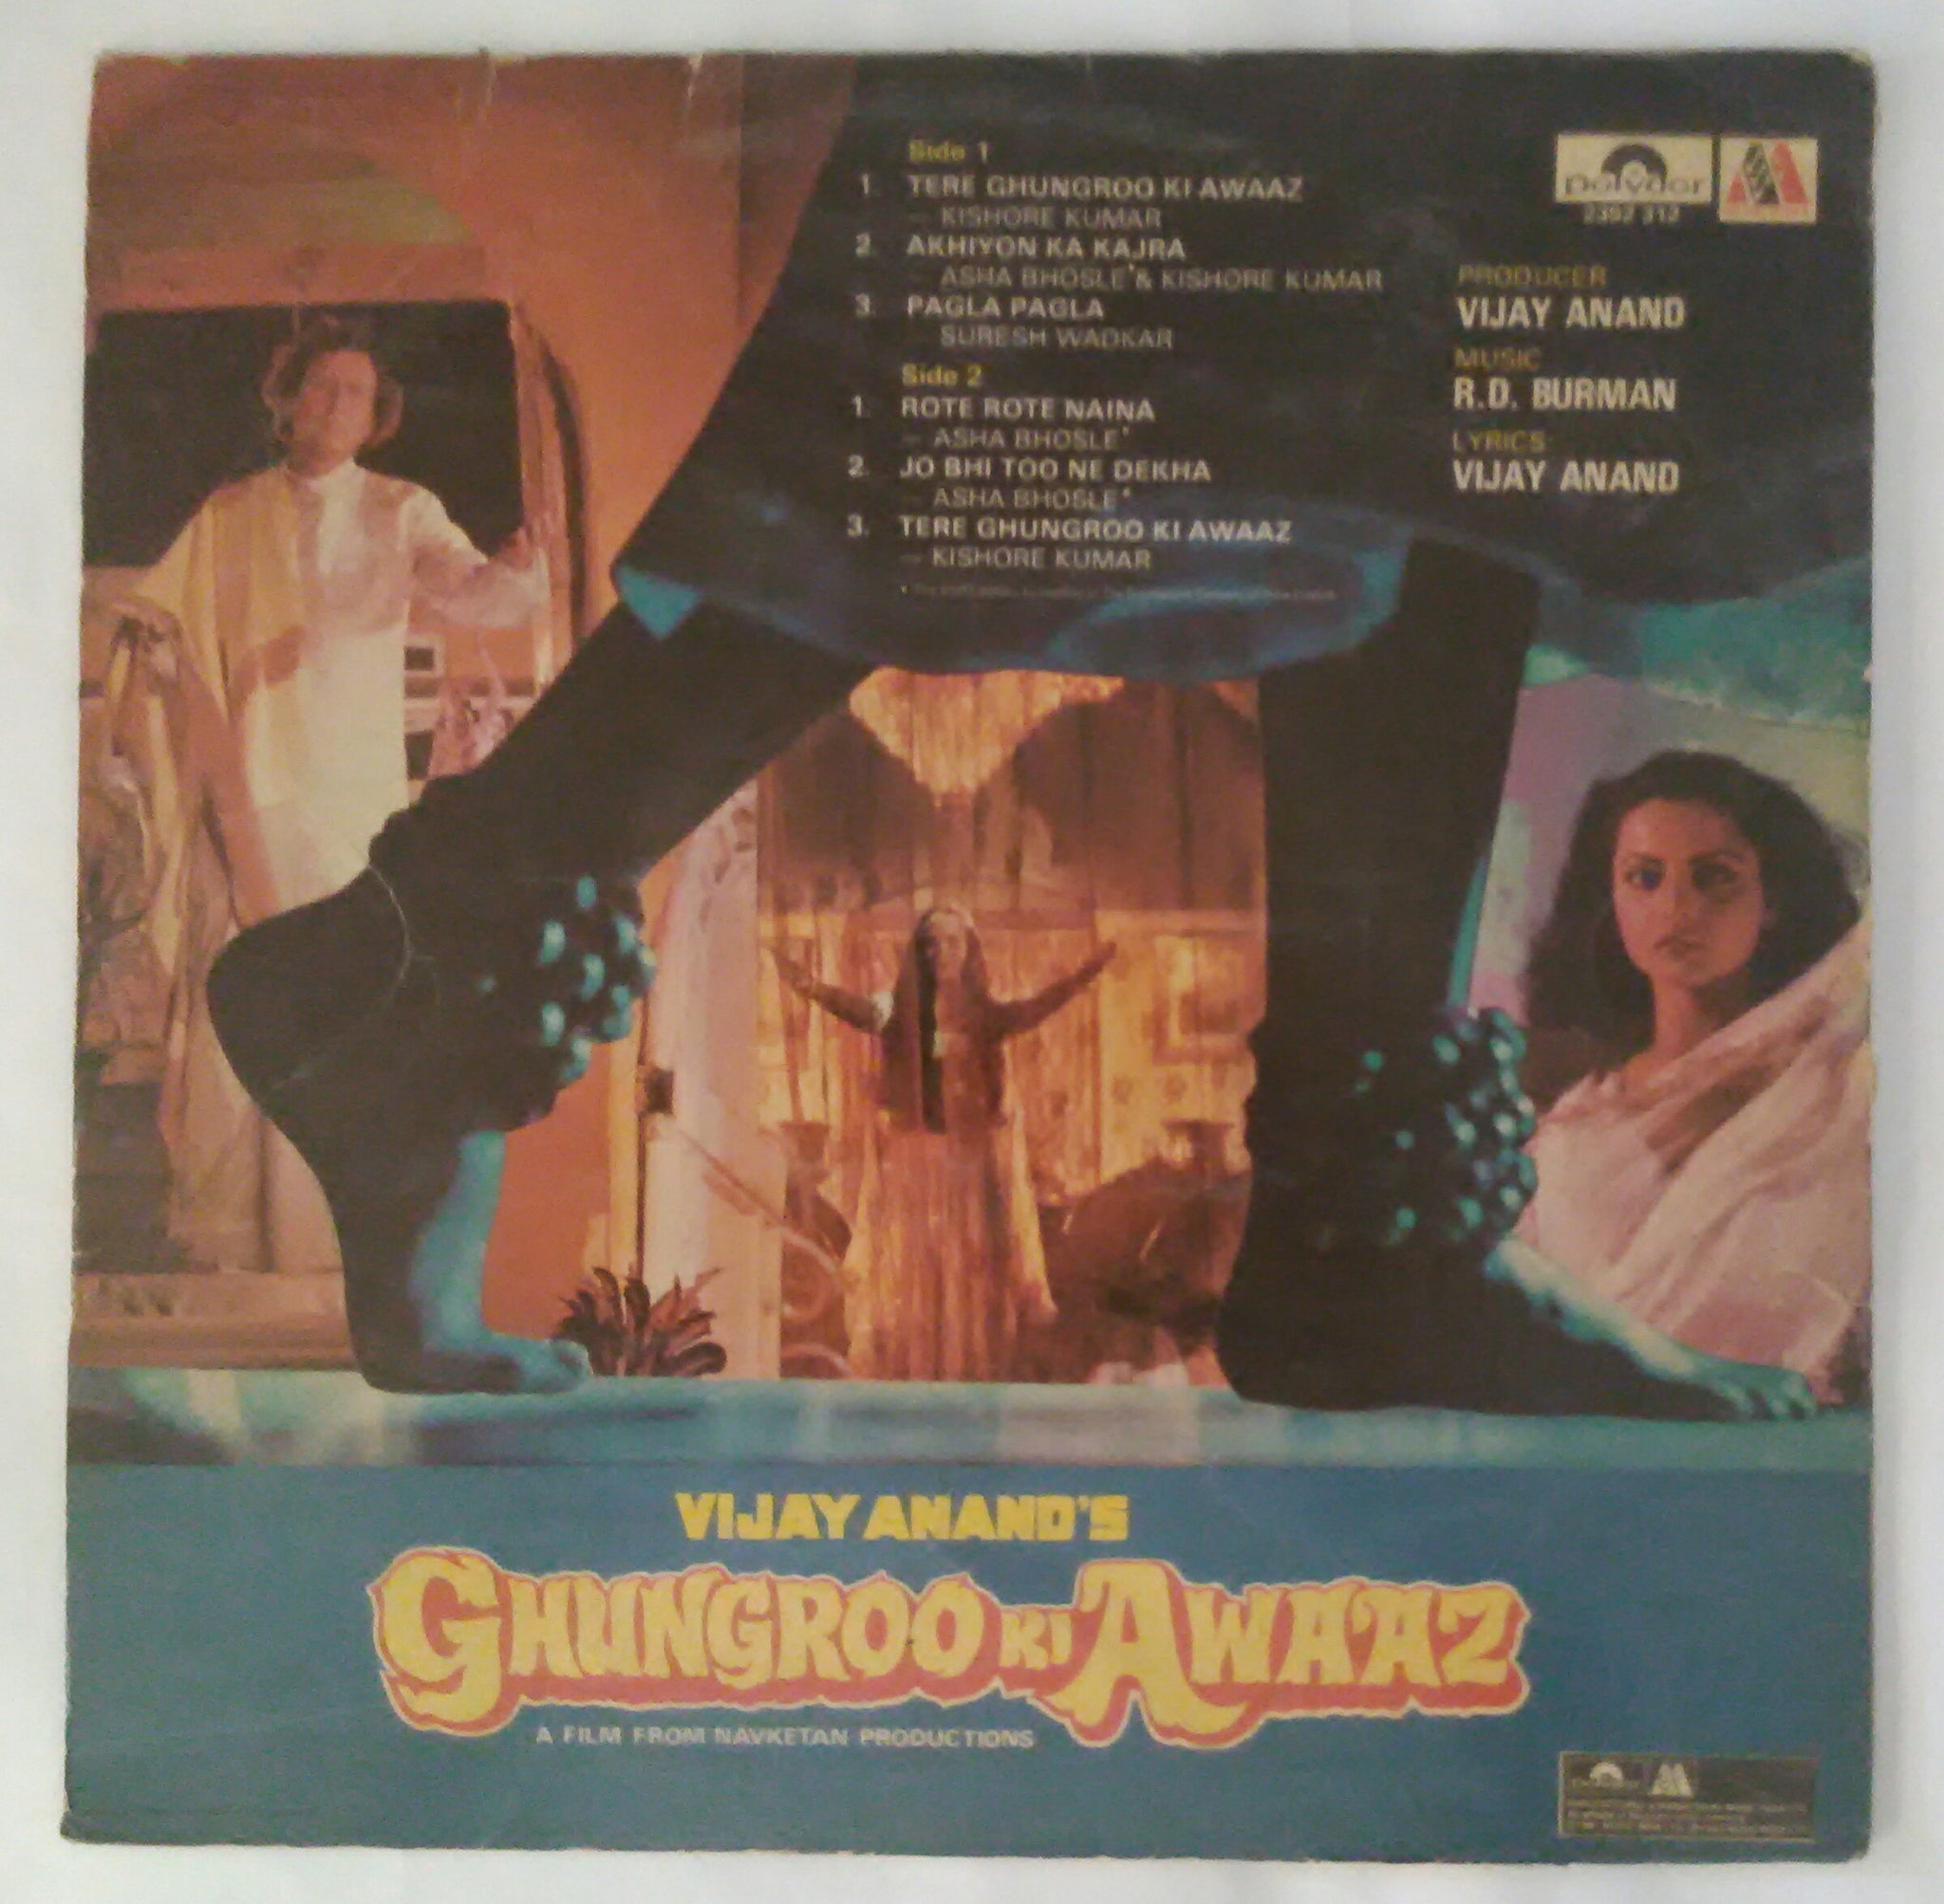 Side 1
1. TERE GHUNGROO KI AWAAZ
— KISHORE KUMAR
2. AKHIYON KA KAJRA
— ASHA BHOSLE* & KISHORE KUMAR
3. PAGLA PAGLA
— SURESH WADKAR
Side 2
1. ROTE ROTE NAINA
— ASHA BHOSLE*
2. JO BHI TOO NE DEKHA
— ASHA BHOSLE*
3. TERE GHUNGROO KI AWAAZ
— KISHORE KUMAR
polydor
2392 312
PRODUCER
VIJAY ANAND
MUSIC
R.D. BURMAN
LYRICS
VIJAY ANAND
VIJAY ANAND'S
GHUNGROO KI AWAAZ
A FILM FROM NAVKETAN PRODUCTIONS